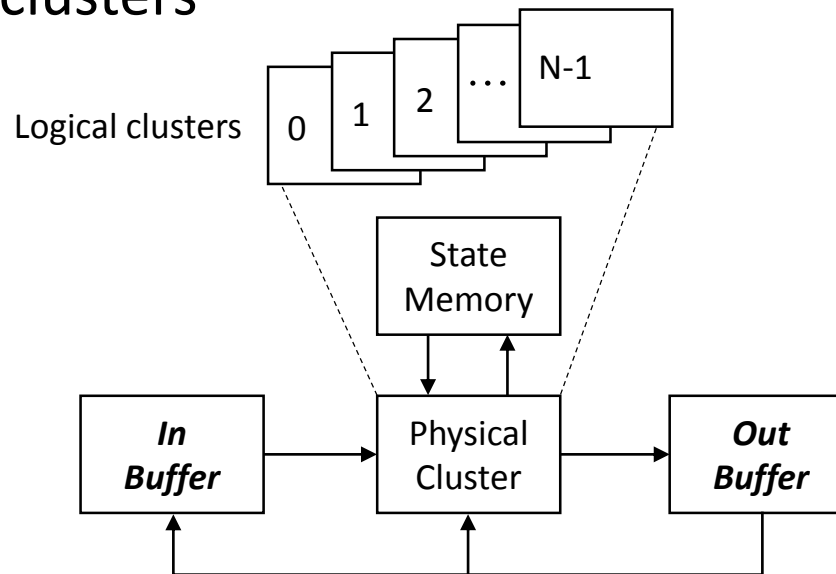 clusters
N-1
...
2
1
0
Logical clusters
State
Memory
In
Buffer
Physical
Cluster
Out
Buffer